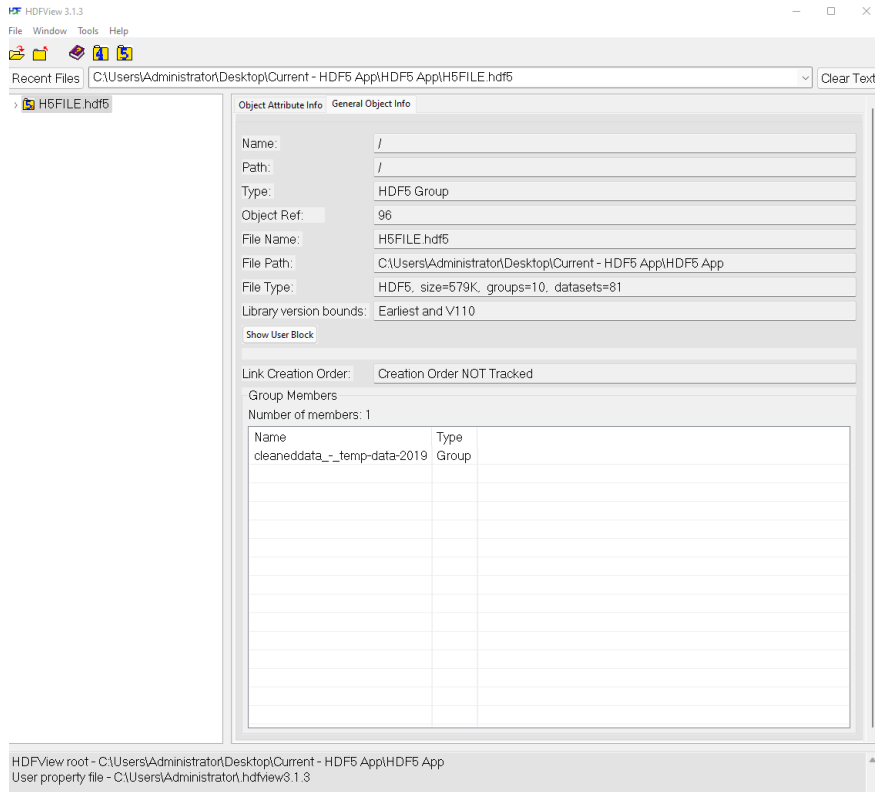 HDFView 3.1.3
File Window Tools Help
Recent Files C:\Users\Administrator\Desktop\Current - HDF5 App\HDF5 App\H5FILE.hdf5 Clear Text
H5FILE.hdf5
Object Attribute Info General Object Info
Name: /
Path: /
Type: HDF5 Group
Object Ref: 96
File Name: H5FILE.hdf5
File Path: C:\Users\Administrator\Desktop\Current - HDF5 App\HDF5 App
File Type: HDF5, size=579K, groups=10, datasets=81
Library version bounds: Earliest and V110
Show User Block
Link Creation Order: Creation Order NOT Tracked
Group Members
Number of members: 1
Name Type
cleaneddata_-_temp-data-2019 Group
HDFView root - C:\Users\Administrator\Desktop\Current - HDF5 App\HDF5 App
User property file - C:\Users\Administrator\.hdfview3.1.3